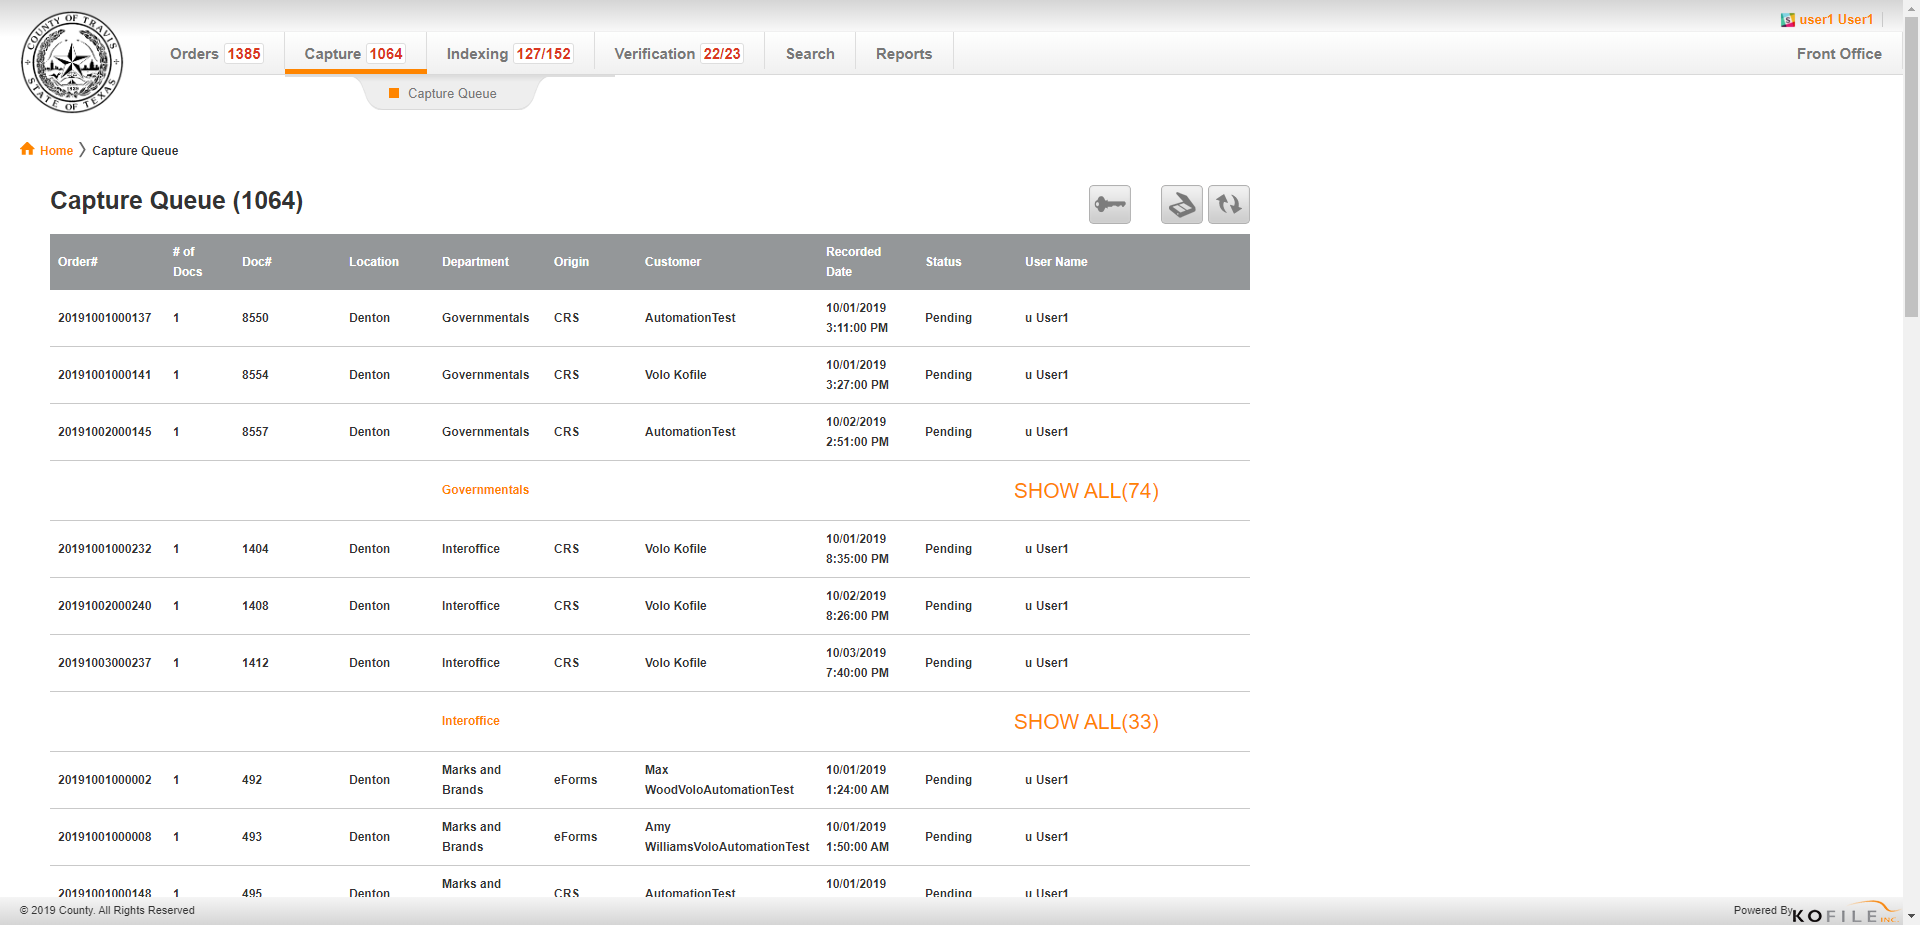 COUNTY OF TRAVIS
STATE OF TEXAS
user1 User1
Orders 1385
Capture 1064
Indexing 127/152
Verification 22/23
Search
Reports
Front Office
Capture Queue
Home
Capture Queue
Capture Queue (1064)
Order# # of Docs Doc# Location Department Origin Customer Recorded Date Status User Name
20191001000137 1 8550 Denton Governmentals CRS AutomationTest 10/01/2019 3:11:00 PM Pending u User1
20191001000141 1 8554 Denton Governmentals CRS Volo Kofile 10/01/2019 3:27:00 PM Pending u User1
20191002000145 1 8557 Denton Governmentals CRS AutomationTest 10/02/2019 2:51:00 PM Pending u User1
Governmentals SHOW ALL(74)
20191001000232 1 1404 Denton Interoffice CRS Volo Kofile 10/01/2019 8:35:00 PM Pending u User1
20191002000240 1 1408 Denton Interoffice CRS Volo Kofile 10/02/2019 8:26:00 PM Pending u User1
20191003000237 1 1412 Denton Interoffice CRS Volo Kofile 10/03/2019 7:40:00 PM Pending u User1
Interoffice SHOW ALL(33)
20191001000002 1 492 Denton Marks and Brands eForms Max WoodVoloAutomationTest 10/01/2019 1:24:00 AM Pending u User1
20191001000008 1 493 Denton Marks and Brands eForms Amy WilliamsVoloAutomationTest 10/01/2019 1:50:00 AM Pending u User1
20191001000148 1 495 Denton Marks and CRS AutomationTest 10/01/2019 Pending u User1
© 2019 County. All Rights Reserved
Powered By KOFILE INC.